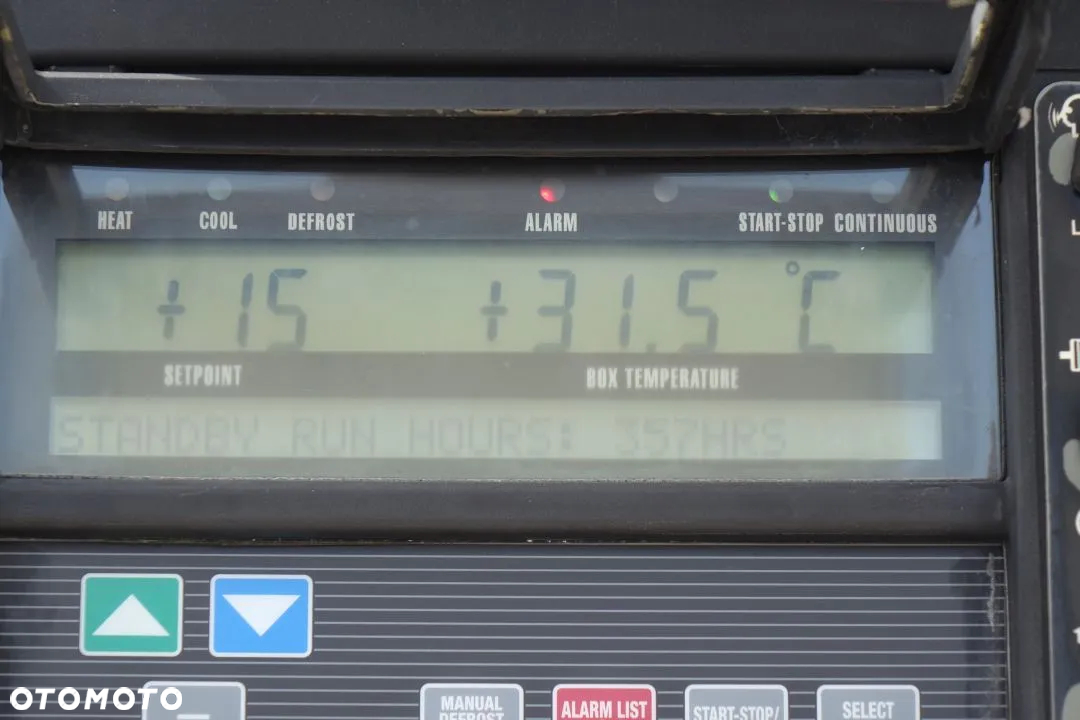 HEAT COOL DEFROST ALARM START-STOP CONTINUOUS
+15 +31.5 °C
SETPOINT BOX TEMPERATURE
STANDBY RUN HOURS: 357HRS
MANUAL DEFROST
ALARM LIST
START-STOP/
SELECT
OTOMOTO